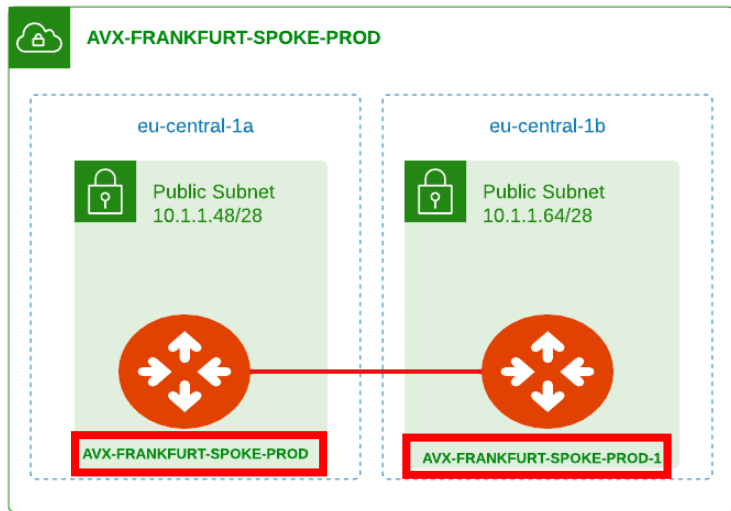 AVX-FRANKFURT-SPOKE-PROD
eu-central-1a
Public Subnet
10.1.1.48/28
AVX-FRANKFURT-SPOKE-PROD
eu-central-1b
Public Subnet
10.1.1.64/28
AVX-FRANKFURT-SPOKE-PROD-1